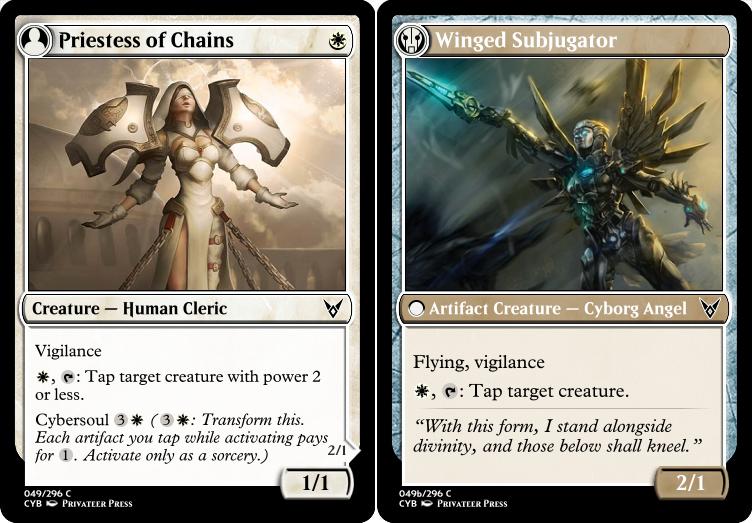 Priestess of Chains
Creature — Human Cleric
Vigilance
, : Tap target creature with power 2
or less.
Cybersoul 3 ( 3 : Transform this.
Each artifact you tap while activating pays
for 1. Activate only as a sorcery.)
2/1
1/1
049/296 C
CYB Privateer Press
Winged Subjugator
Artifact Creature — Cyborg Angel
Flying, vigilance
, : Tap target creature.
“With this form, I stand alongside
divinity, and those below shall kneel.”
2/1
049b/296 C
CYB Privateer Press